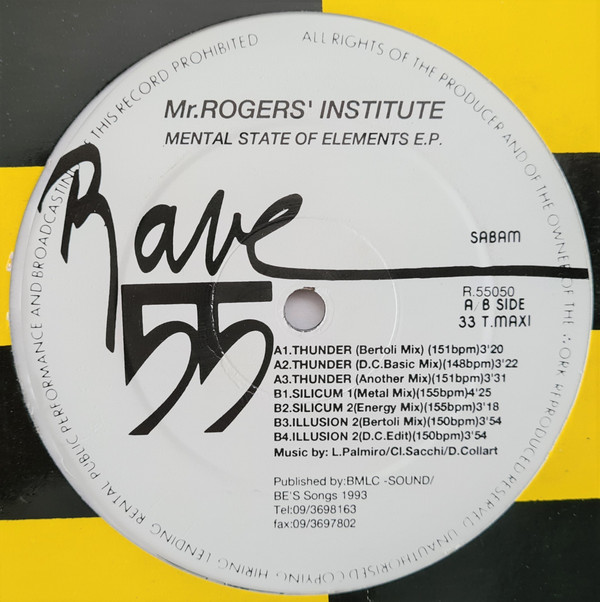 ALL RIGHTS OF THE PRODUCER AND OF THE OWNER OF THE WORK REPRODUCED RESERVED. UNAUTHORISED COPYING, HIRING, LENDING, RENTAL PUBLIC PERFORMANCE AND BROADCASTING OF THIS RECORD PROHIBITED
Mr.ROGERS' INSTITUTE
MENTAL STATE OF ELEMENTS E.P.
Rave
55
SABAM
R.55050
A/B SIDE
33 T.MAXI
A1.THUNDER (Bertoli Mix) (151bpm)3'20
A2.THUNDER (D.C.Basic Mix)(148bpm)3'22
A3.THUNDER (Another Mix)(151bpm)3'31
B1.SILICUM 1(Metal Mix)(155bpm)4'25
B2.SILICUM 2(Energy Mix)(155bpm)3'18
B3.ILLUSION 2(Bertoli Mix)(150bpm)3'54
B4.ILLUSION 2(D.C.Edit)(150bpm)3'54
Music by: L.Palmiro/Cl.Sacchi/D.Collart
Published by:BMLC -SOUND/
BE'S Songs 1993
Tel:09/3698163
fax:09/3697802